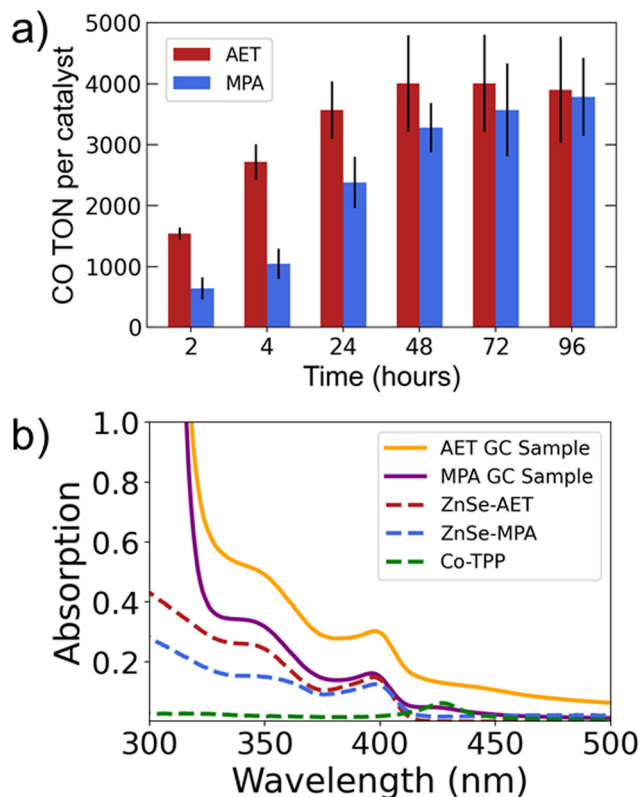 a)
CO TON per catalyst
5000
4000
3000
2000
1000
0
AET
MPA
2 4 24 48 72 96
Time (hours)
b)
Absorption
1.0
0.8
0.6
0.4
0.2
AET GC Sample
MPA GC Sample
ZnSe-AET
ZnSe-MPA
Co-TPP
300 350 400 450 500
Wavelength (nm)